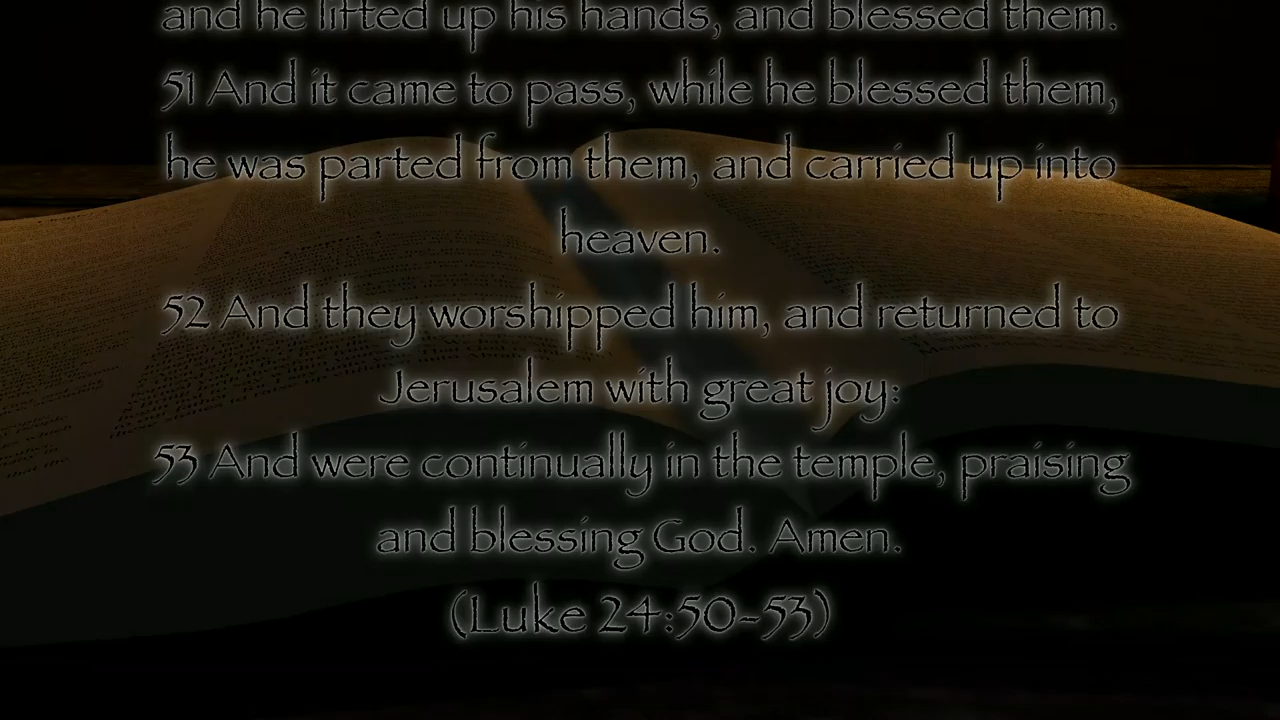 and he lifted up his hands, and blessed them.
51 And it came to pass, while he blessed them,
he was parted from them, and carried up into
heaven.
52 And they worshipped him, and returned to
Jerusalem with great joy:
53 And were continually in the temple, praising
and blessing God. Amen.
(Luke 24:50-53)